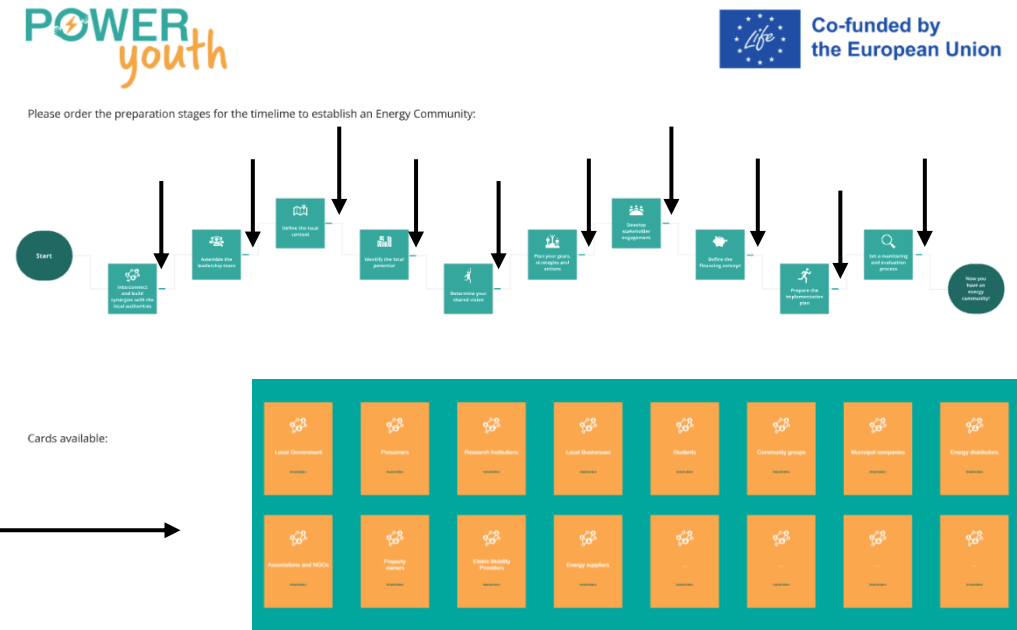 POWER
youth
Life
Co-funded by
the European Union
Please order the preparation stages for the timelime to establish an Energy Community:
Start
Interconnect
and build
synergies with the
local authorities
Assemble the
leadership team
Define the local
context
Identify the local
potential
Determine your
shared vision
Plan your goals,
strategies and
actions
Develop
stakeholder
engagement
Define the
financing concept
Prepare the
implementation
plan
Set a monitoring
and evaluation
process
Now you
have an
energy
community!
Cards available:
Local Government
Prosumers
Research Institutions
Local Businesses
Students
Community groups
Municipal companies
Energy distributors
Associations and NGOs
Property
owners
Elektic Mobility
Providers
Energy suppliers
...
...
...
...